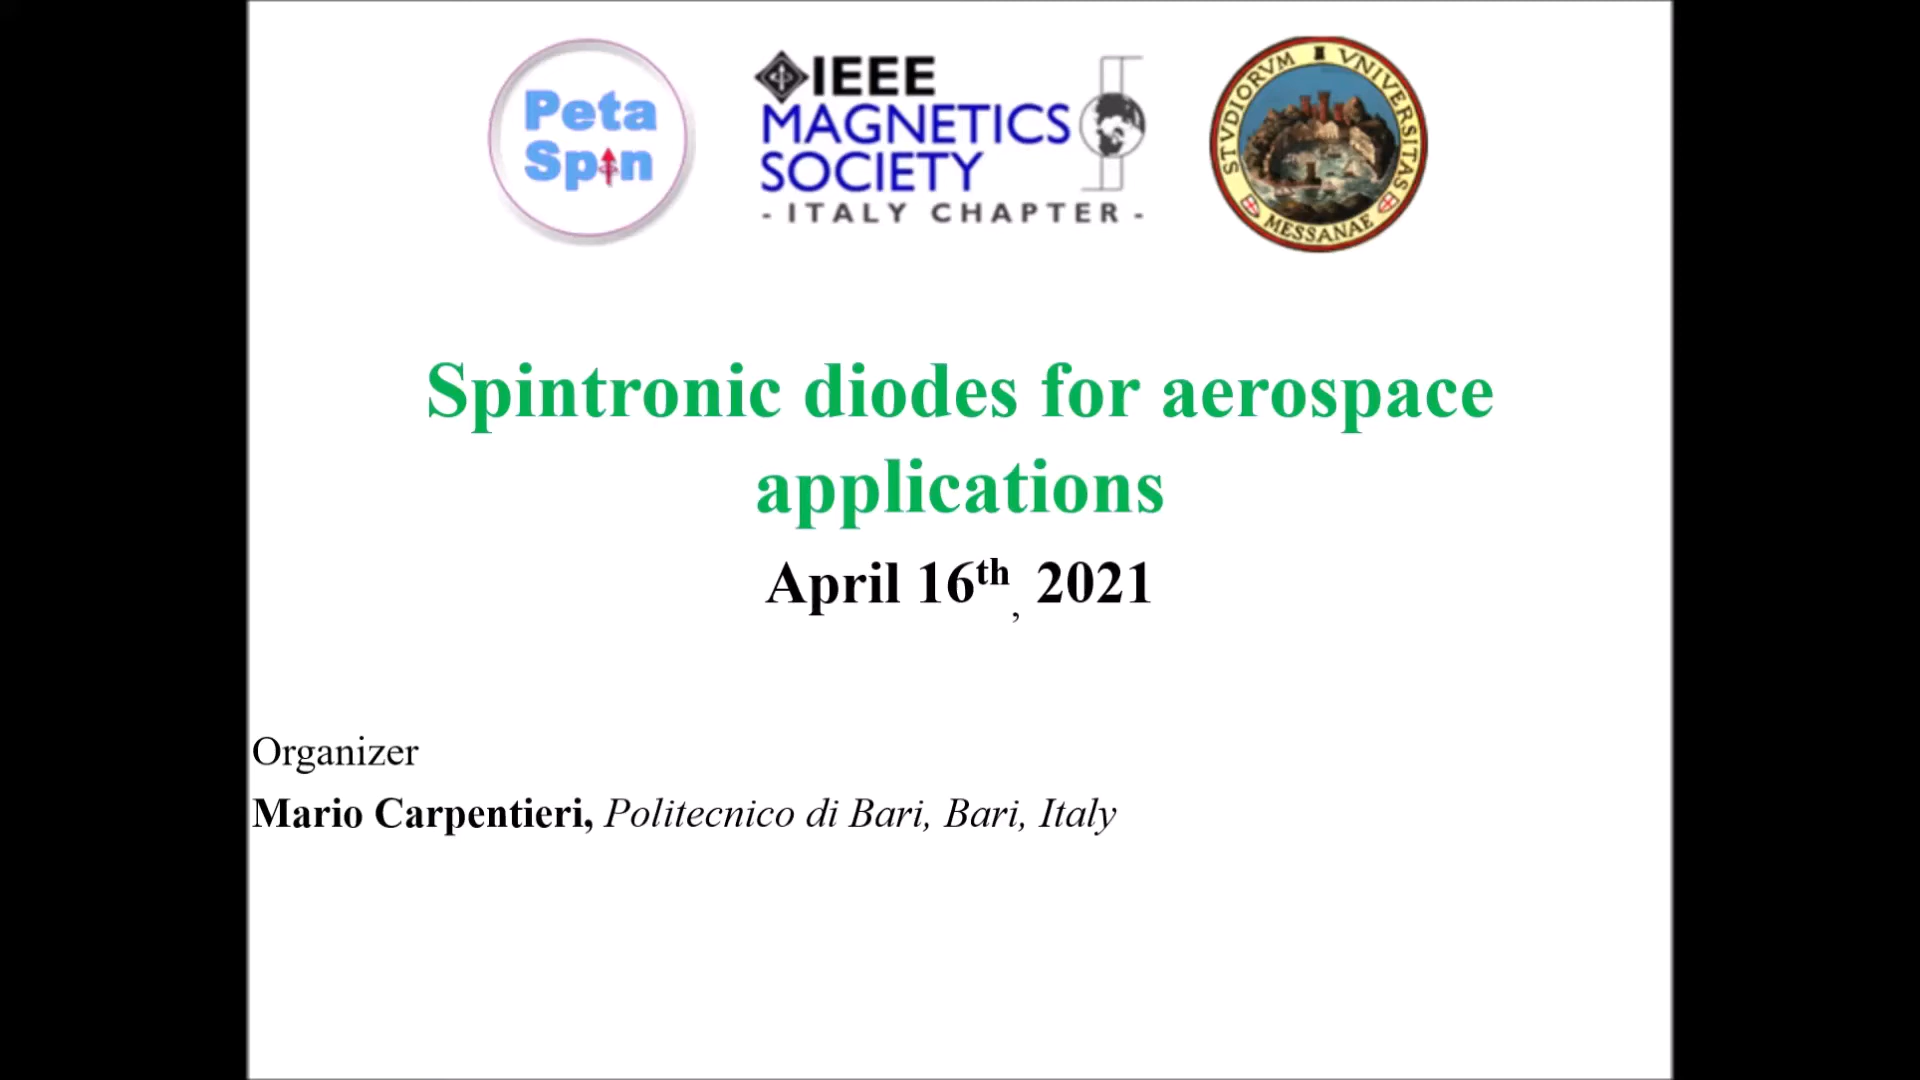 Peta
Spin
IEEE
MAGNETICS
SOCIETY
- ITALY CHAPTER -
STVDIORVM VNIVERSITAS
MESSANAE
Spintronic diodes for aerospace
applications
April 16th, 2021
Organizer
Mario Carpentieri, Politecnico di Bari, Bari, Italy